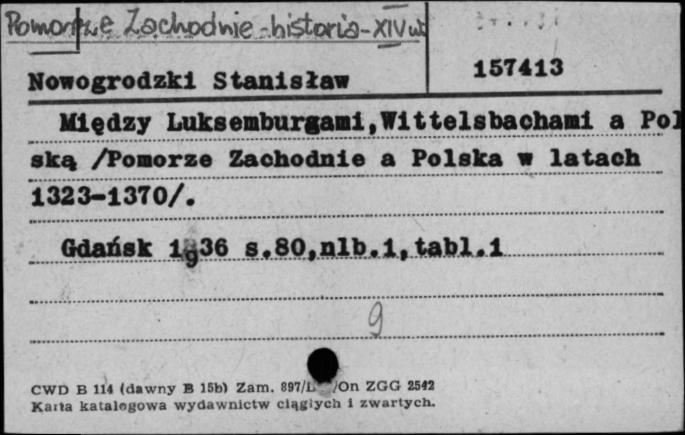 Pomorze Zachodnie - historia - XIV w.
157413
Nowogrodzki Stanisław
Między Luksemburgami,Wittelsbachami a Pol
ską /Pomorze Zachodnie a Polska w latach
1323-1370/.
Gdańsk 1936 s.80,nlb.1,tabl.1
9
CWD B 114 (dawny B 15b) Zam. 897/L /On ZGG 2542
Karta katalogowa wydawnictw ciągłych i zwartych.